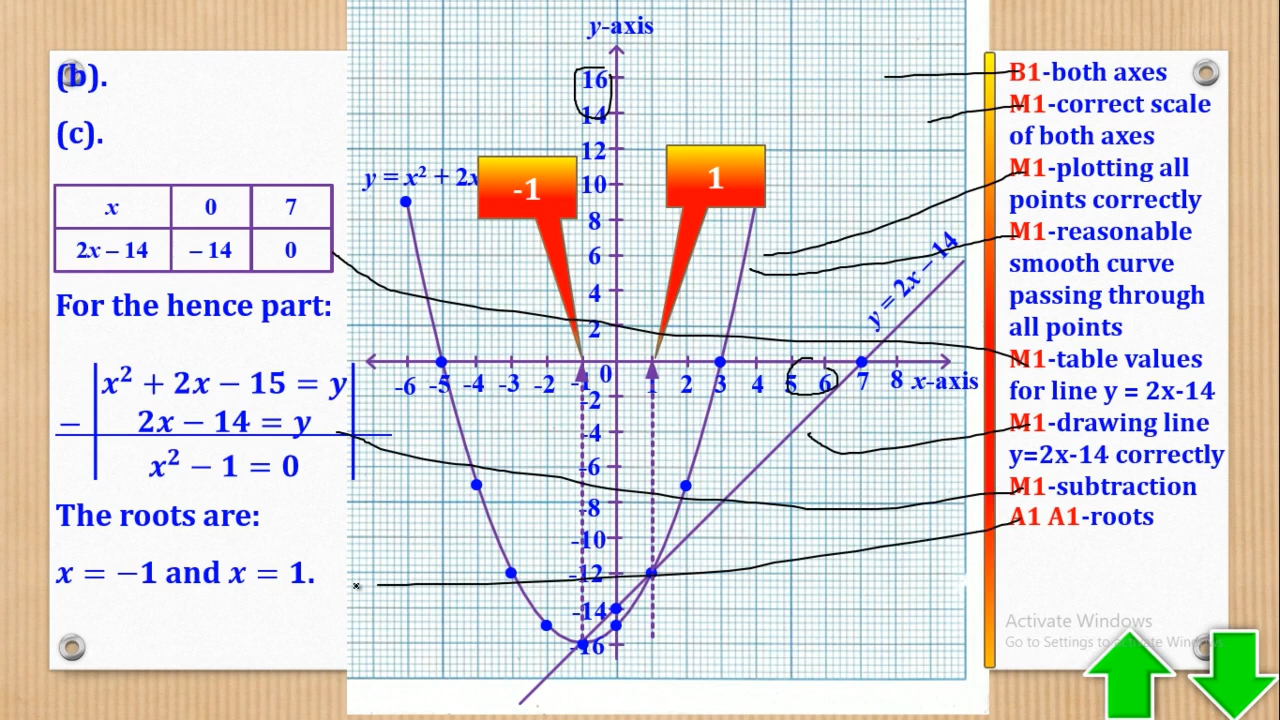 (b).
(c).
x 0 7
2x – 14 – 14 0
For the hence part:
x² + 2x − 15 = y
− 2x − 14 = y
x² − 1 = 0
The roots are:
x = −1 and x = 1.
y-axis
16
14
12
10
8
6
4
2
0
-2
-4
-6
-8
-10
-12
-14
-16
-6 -5 -4 -3 -2 -1 1 2 3 4 5 6 7 8 x-axis
y = x² + 2x
-1
1
y = 2x – 14
B1-both axes
M1-correct scale
of both axes
M1-plotting all
points correctly
M1-reasonable
smooth curve
passing through
all points
M1-table values
for line y = 2x-14
M1-drawing line
y=2x-14 correctly
M1-subtraction
A1 A1-roots
Activate Windows
Go to Settings to activate Windows